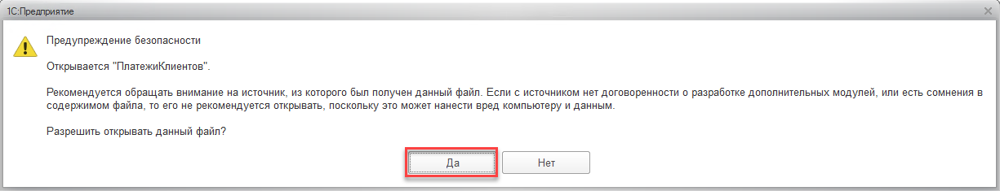 1С:Предприятие
Предупреждение безопасности
Открывается "ПлатежиКлиентов".
Рекомендуется обращать внимание на источник, из которого был получен данный файл. Если с источником нет договоренности о разработке дополнительных модулей, или есть сомнения в
содержимом файла, то его не рекомендуется открывать, поскольку это может нанести вред компьютеру и данным.
Разрешить открывать данный файл?
Да
Нет